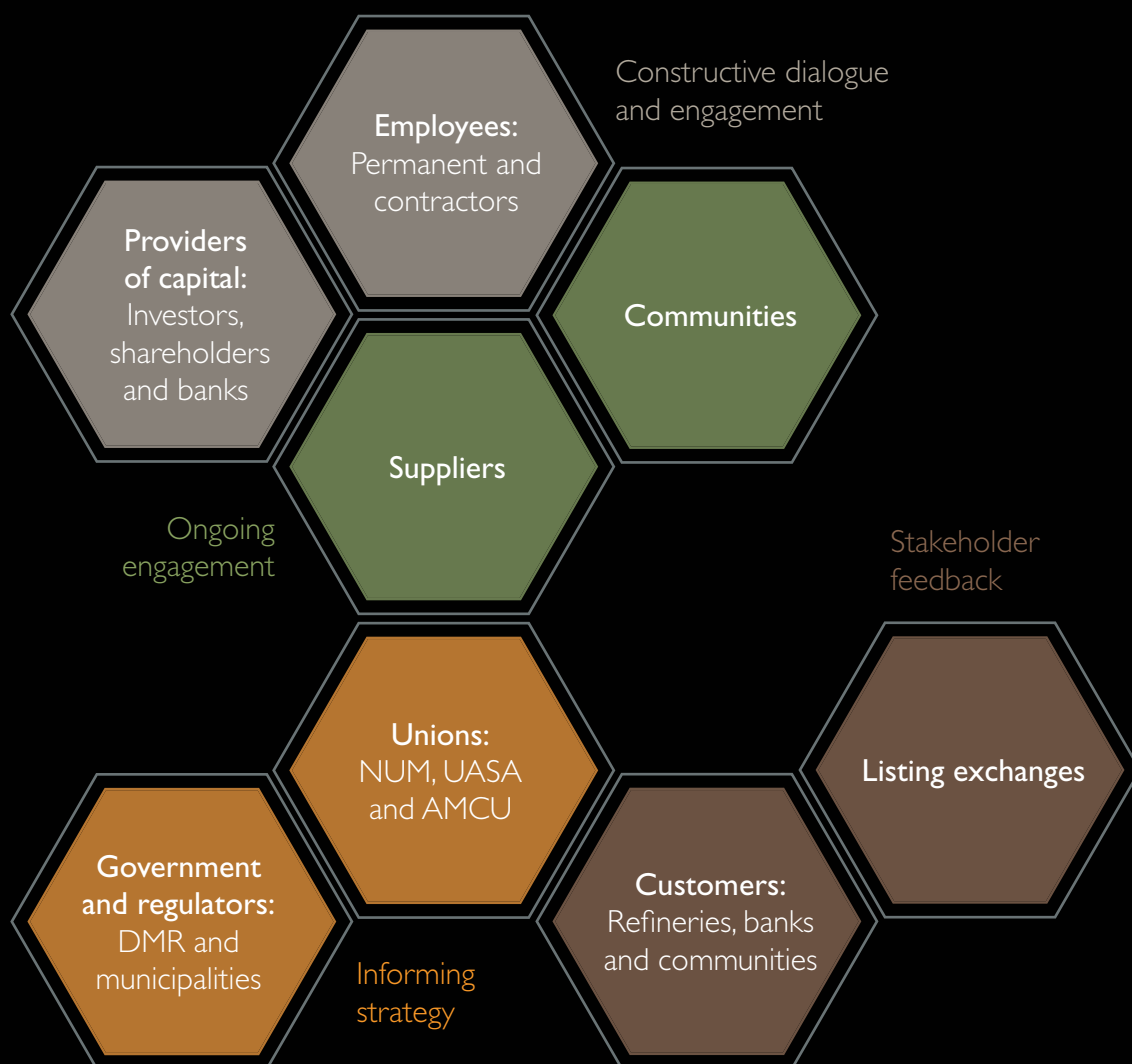 Constructive dialogue
and engagement
Employees:
Permanent and
contractors
Providers
of capital:
Investors,
shareholders
and banks
Communities
Suppliers
Ongoing
engagement
Stakeholder
feedback
Unions:
NUM, UASA
and AMCU
Listing exchanges
Government
and regulators:
DMR and
municipalities
Customers:
Refineries, banks
and communities
Informing
strategy